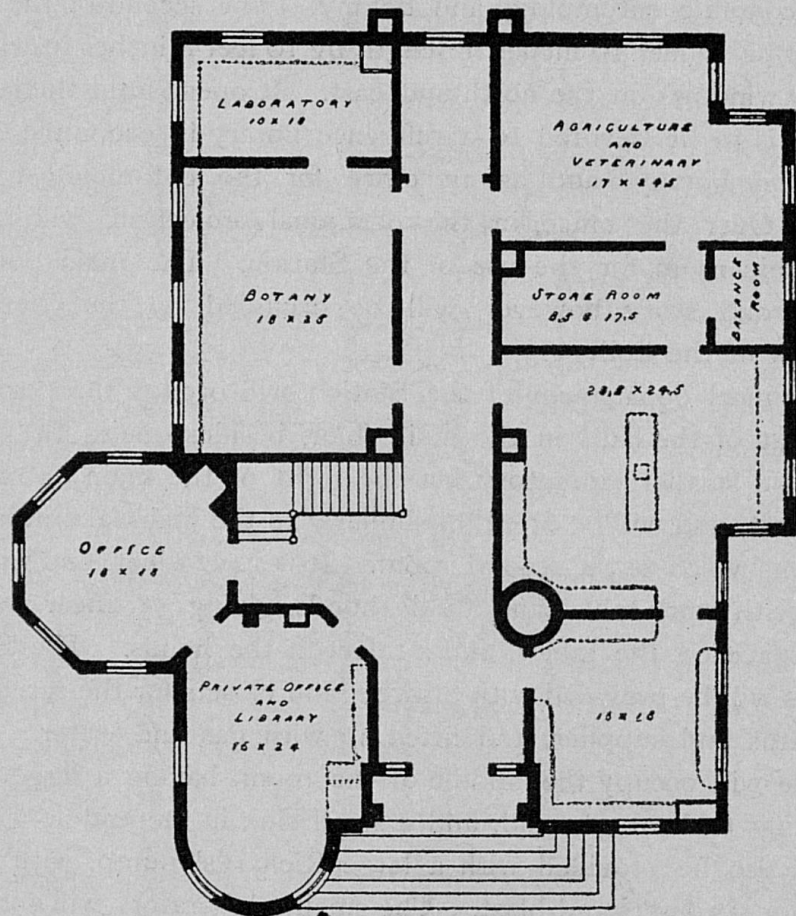 LABORATORY
10 x 18
AGRICULTURE
AND
VETERINARY
17 x 24.5
BOTANY
18 x 25
STORE ROOM
8.5 & 17.5
BALANCE
ROOM
28.8 x 24.5
OFFICE
18 x 18
PRIVATE OFFICE
AND
LIBRARY
16 x 24
18 x 18